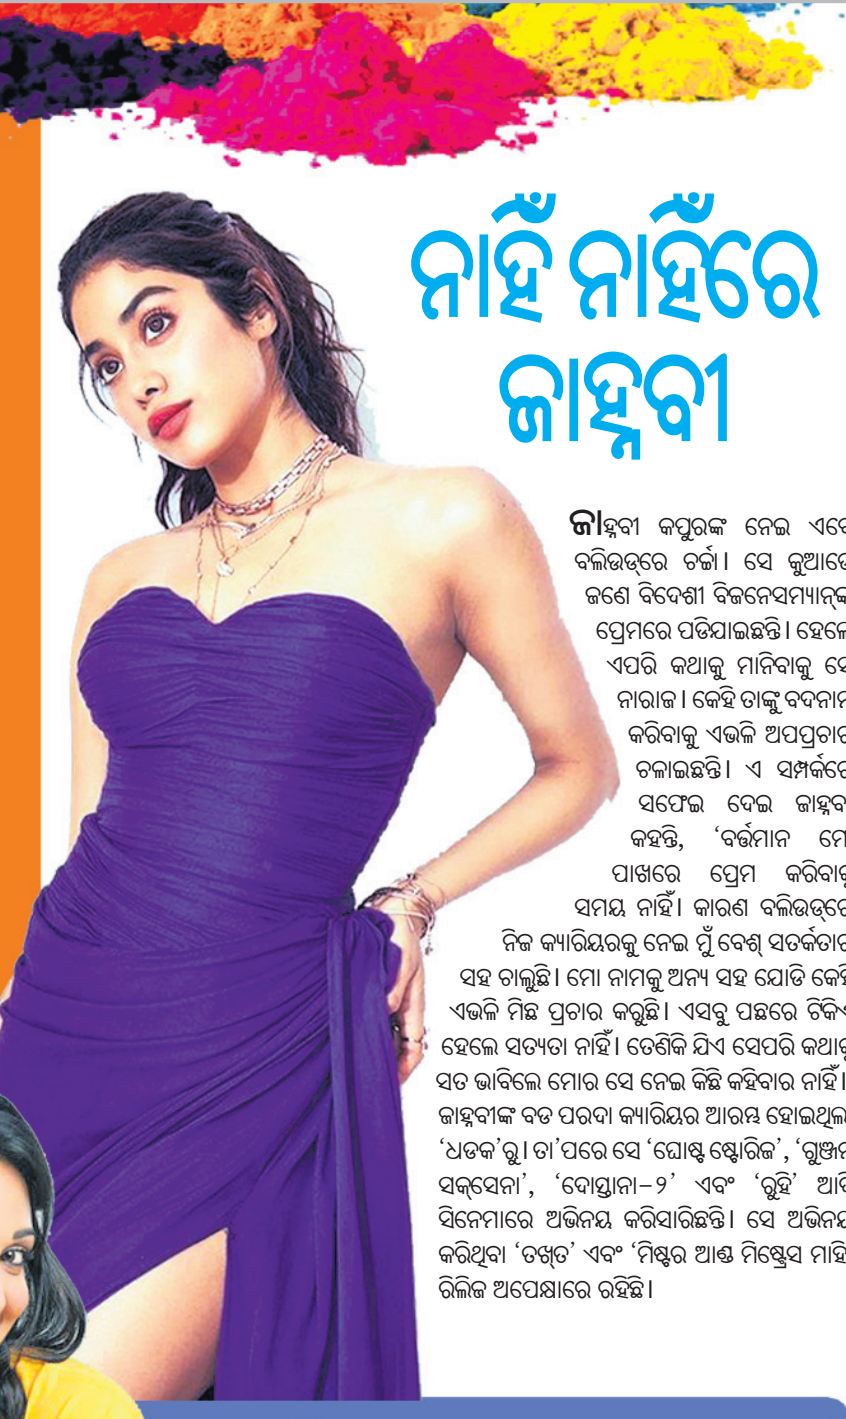 ନାହିଁ ନାହିଁରେ
ଜାହ୍ନବୀ
ଜାହ୍ନବୀ କପୁରଙ୍କ ନେଇ
ବଲିଉଡ୍‌ରେ ଚର୍ଚ୍ଚା। ସେ
ଜଣେ ବିଦେଶୀ ବିଜନେସମ୍ୟାନ୍‌ଙ୍କ
ପ୍ରେମରେ ପଡିଯାଇଛନ୍ତି। ହେଲେ
ଏପରି କଥାକୁ ମାନିବାକୁ ସେ
ନାରାଜ। କେହି ତାଙ୍କୁ ବଦନାମ
କରିବାକୁ ଏଭଳି ଅପପ୍ରଚାର
ଚଳାଇଛନ୍ତି। ଏ ସମ୍ପର୍କରେ
ସଫେଇ ଦେଇ
କହନ୍ତି, ‘ବର୍ତ୍ତମାନ ମୋ
ପାଖରେ ପ୍ରେମ କରିବାକୁ
ସମୟ ନାହିଁ। କାରଣ ବଲିଉଡ୍‌ରେ
ନିଜ କ୍ୟାରିୟରକୁ ନେଇ ମୁଁ ବେଶ୍ ସତର୍କତାର
ସହ ଚାଲୁଛି। ମୋ ନାମକୁ ଅନ୍ୟ ସହ ଯୋଡି କେହି
ଏଭଳି ମିଛ ପ୍ରଚାର କରୁଛି। ଏସବୁ ପଛରେ ଟିକିଏ
ହେଲେ ସତ୍ୟତା ନାହିଁ। ତେଣିକି ଯିଏ ସେପରି କଥାକୁ
ସତ ଭାବିଲେ ମୋର ସେ ନେଇ କିଛି କହିବାର ନାହିଁ।
ଜାହ୍ନବୀଙ୍କ ବଡ ପରଦା କ୍ୟାରିୟର ଆରମ୍ଭ
‘ଧଡକ’ରୁ। ତା’ପରେ ସେ ‘ଘୋଷ୍ଟ ଷ୍ଟୋରିଜ’, ‘ଗୁଞ୍ଜନ
ସକ୍‌ସେନା’, ‘ଦୋସ୍ତାନା–୨’ ଏବଂ ‘ରୁହି’ ଆଦି
ସିନେମାରେ ଅଭିନୟ କରିସାରିଛନ୍ତି। ସେ ଅଭିନୟ
କରିଥିବା ‘ତଖ୍‌ତ’ ଏବଂ ‘ମିଷ୍ଟର ଆଣ୍ଡ ମିଷ୍ଟ୍ରେସ
ରିଲିଜ ଅପେକ୍ଷାରେ ରହିଛି।